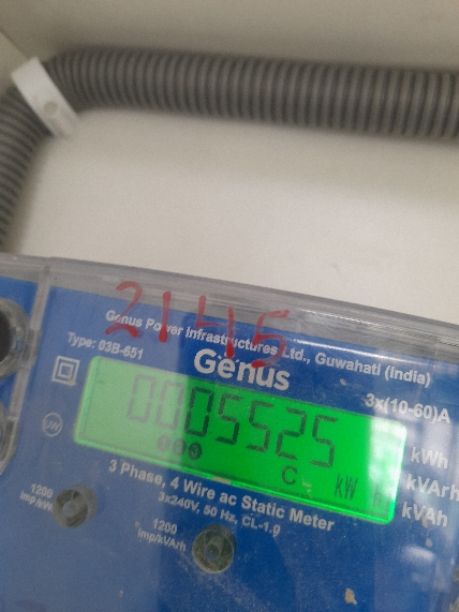 2145
Genus Power Infrastructures Ltd., Guwahati (India)
Type: 03B-651
Genus
3x(10-60)A
0005525
C kW h
kWh
kVArh
kVAh
3 Phase, 4 Wire ac Static Meter
3x240V, 50 Hz, CL-1.0
1200
imp/kWh
1200
imp/kVArh